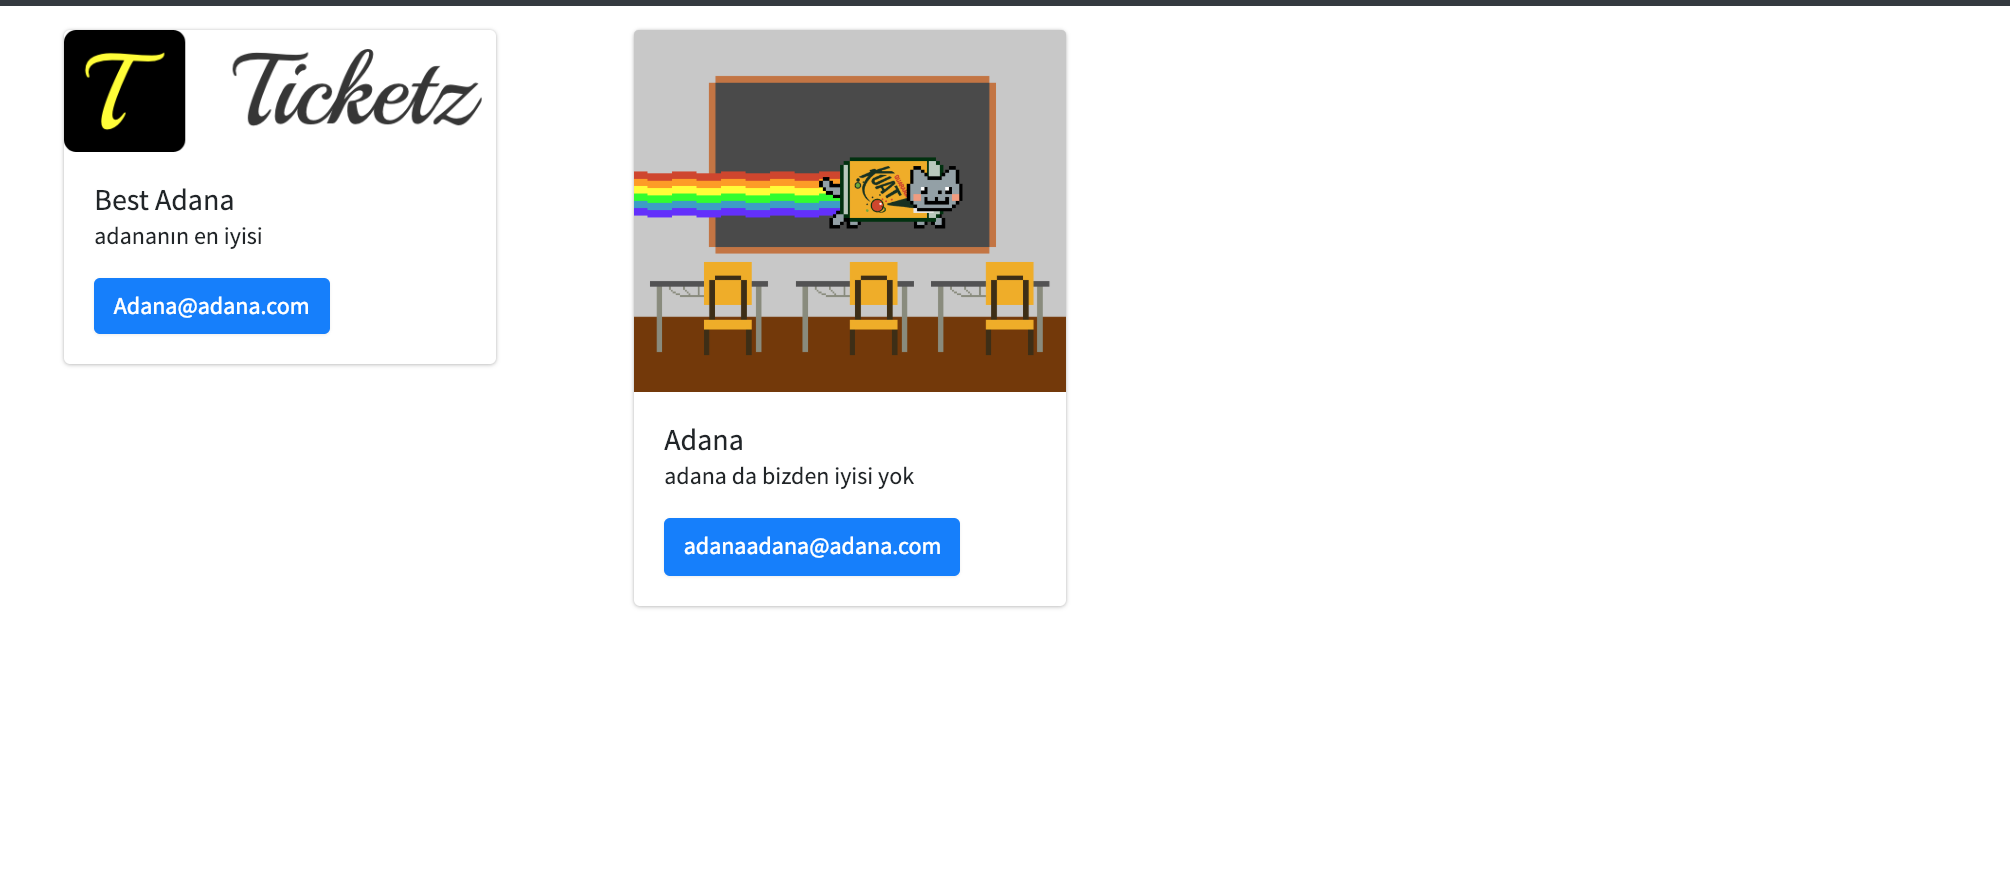 T Ticketz
Best Adana
adananın en iyisi
Adana@adana.com
KUAT
Adana
adana da bizden iyisi yok
adanaadana@adana.com